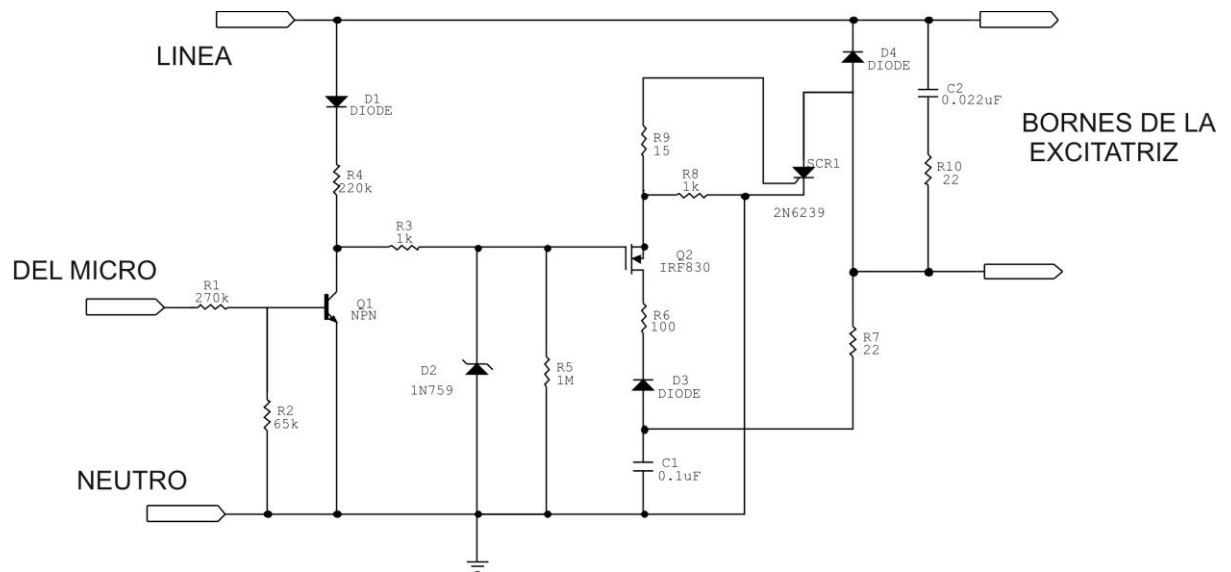 LINEA
D1
DIODE
R4
220k
R3
1k
DEL MICRO
R1
270k
Q1
NPN
R2
65k
NEUTRO
D2
1N759
R5
1M
R9
15
R8
1k
Q2
IRF830
R6
100
D3
DIODE
C1
0.1uF
SCR1
2N6239
D4
DIODE
C2
0.022uF
R10
22
R7
22
BORNES DE LA
EXCITATRIZ